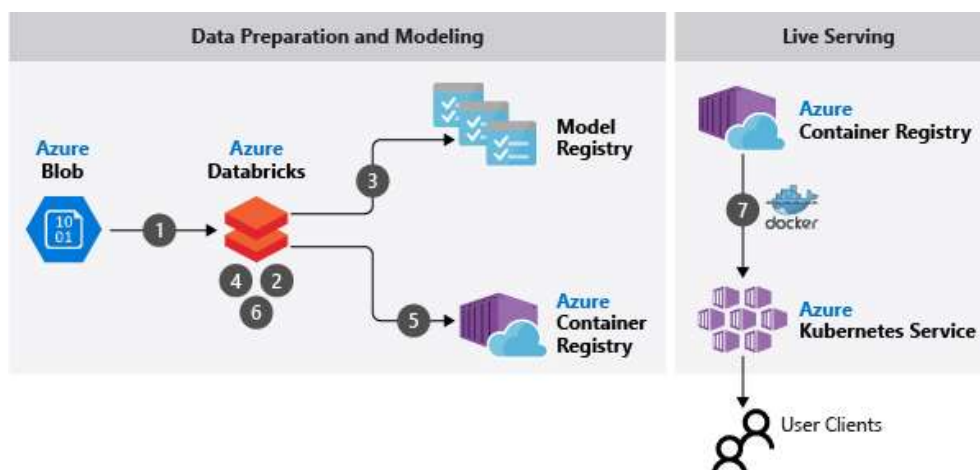 Data Preparation and Modeling
Live Serving
Azure
Blob
10
01
1
Azure
Databricks
4
2
6
3
Model
Registry
5
Azure
Container
Registry
Azure
Container Registry
7
docker
Azure
Kubernetes Service
User Clients